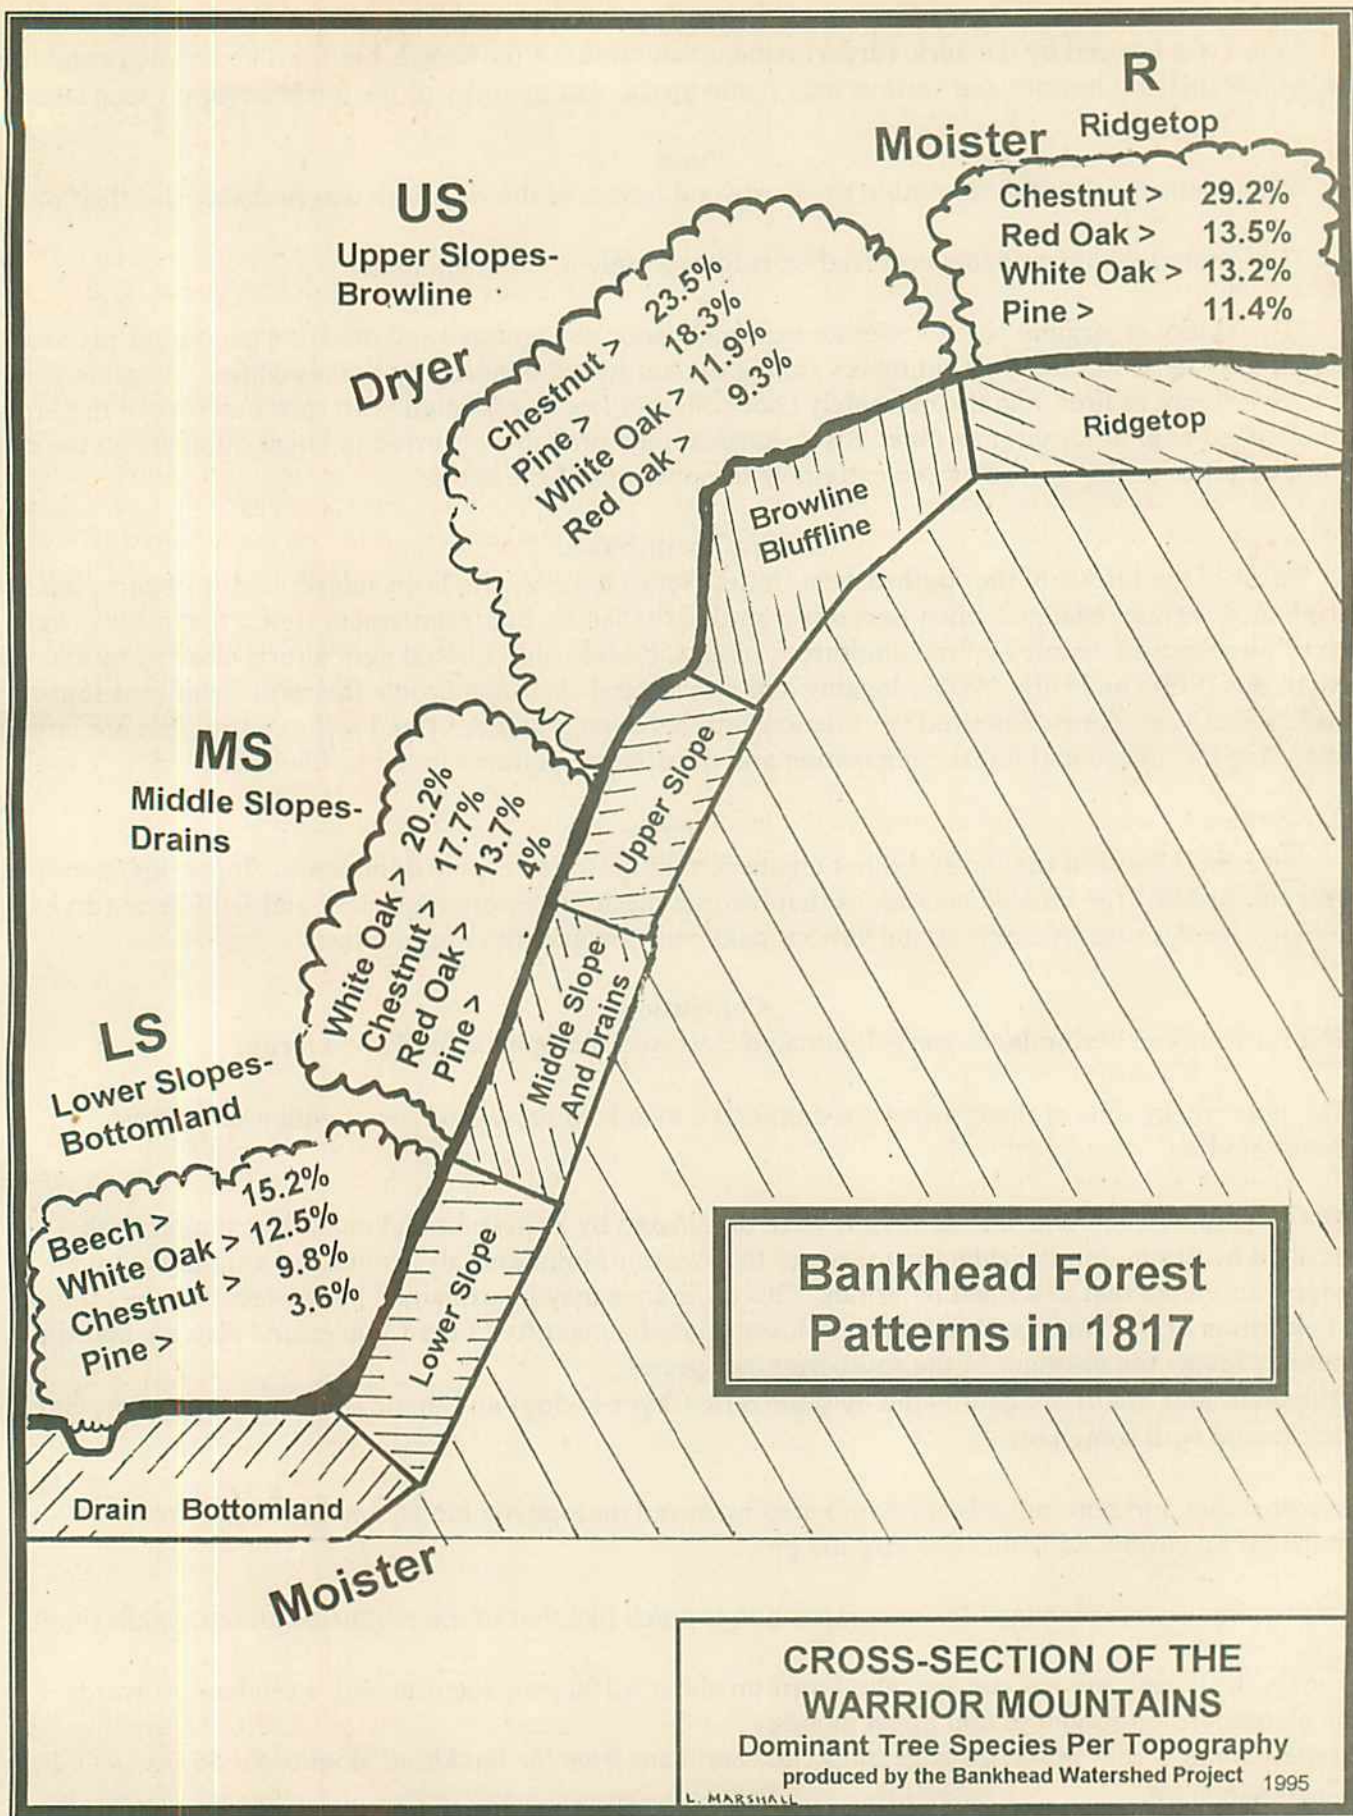 R
Ridgetop
Moister
Chestnut > 29.2%
Red Oak > 13.5%
White Oak > 13.2%
Pine > 11.4%
US
Upper Slopes-
Browline
Dryer
Chestnut > 23.5%
Pine > 18.3%
White Oak > 11.9%
Red Oak > 9.3%
Ridgetop
Browline
Bluffline
Upper Slope
MS
Middle Slopes-
Drains
White Oak > 20.2%
Chestnut > 17.7%
Red Oak > 13.7%
Pine > 4%
Middle Slope
And Drains
LS
Lower Slopes-
Bottomland
Beech > 15.2%
White Oak > 12.5%
Chestnut > 9.8%
Pine > 3.6%
Lower Slope
Drain Bottomland
Moister
Bankhead Forest
Patterns in 1817
CROSS-SECTION OF THE
WARRIOR MOUNTAINS
Dominant Tree Species Per Topography
produced by the Bankhead Watershed Project 1995
L. MARSHALL